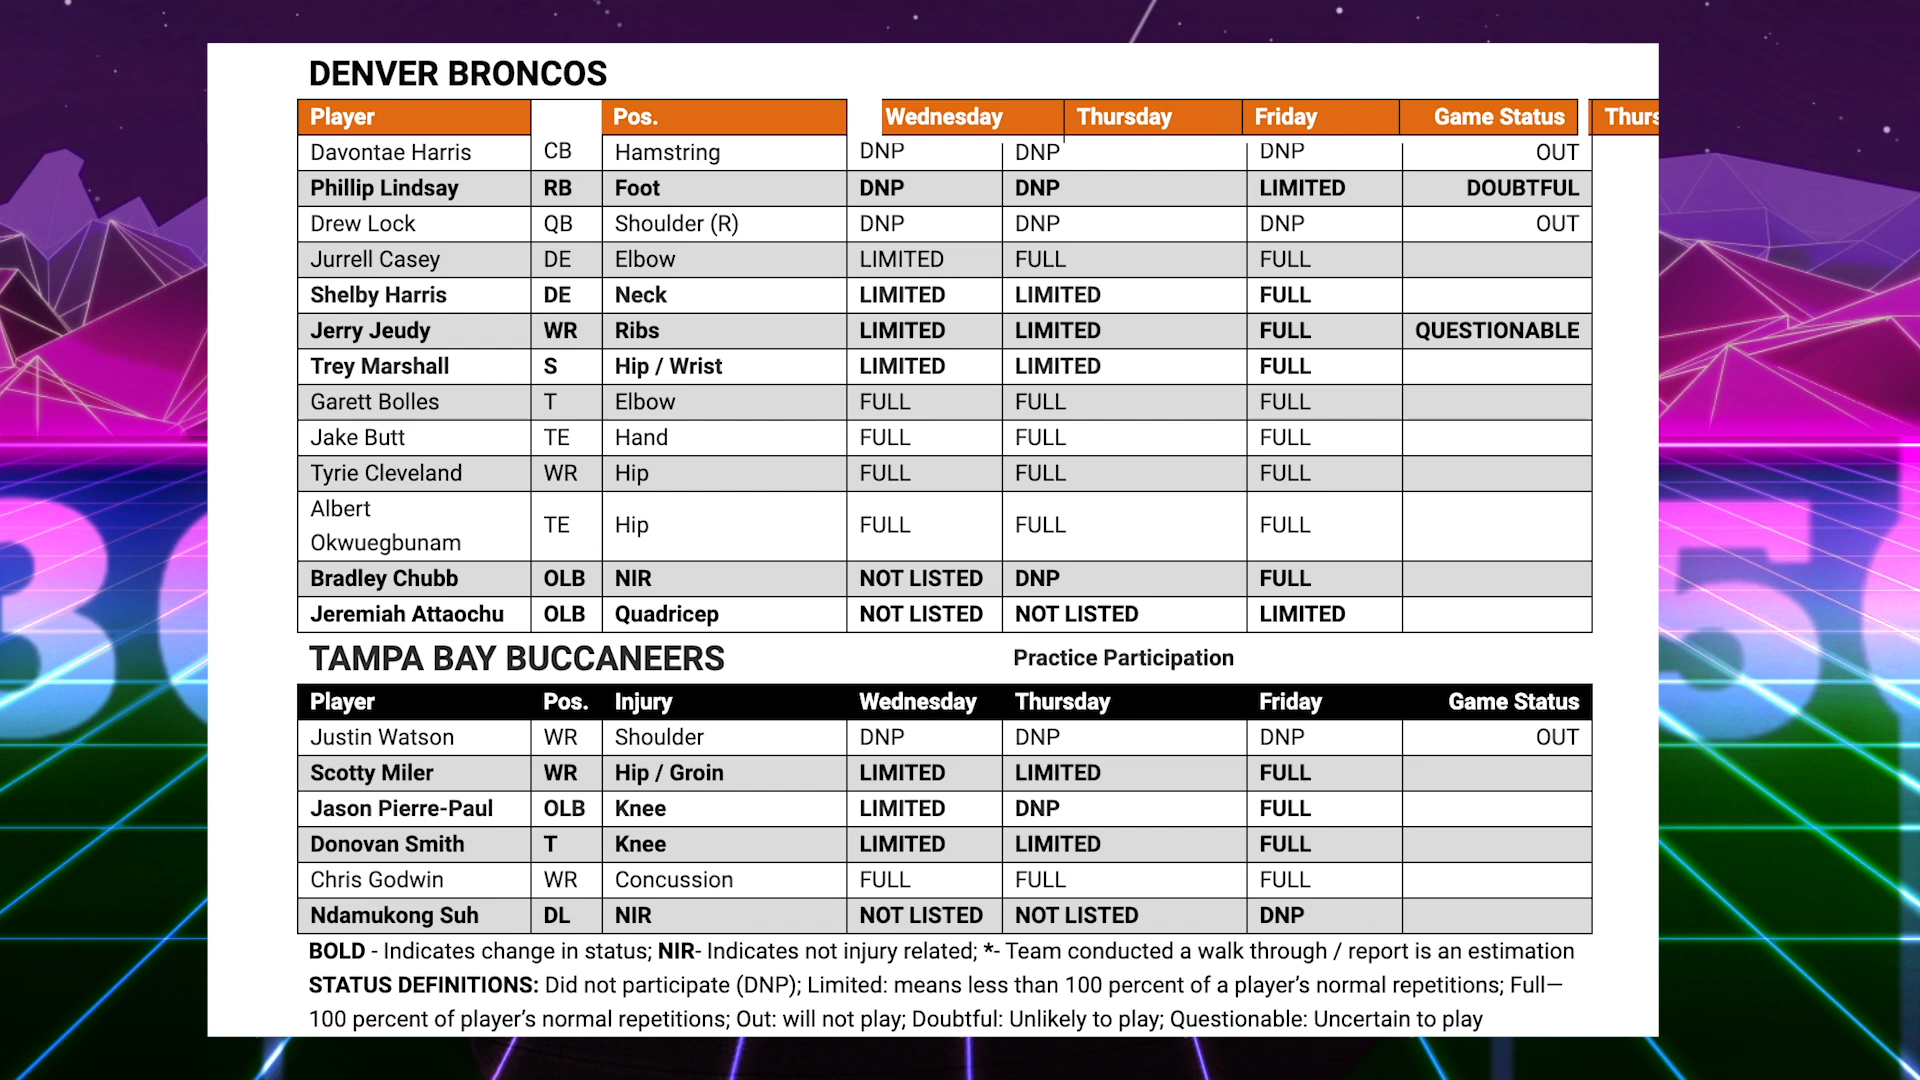 DENVER BRONCOS
Player Pos. Wednesday Thursday Friday Game Status Thurs
Davontae Harris CB Hamstring DNP DNP DNP OUT
Phillip Lindsay RB Foot DNP DNP LIMITED DOUBTFUL
Drew Lock QB Shoulder (R) DNP DNP DNP OUT
Jurrell Casey DE Elbow LIMITED FULL FULL
Shelby Harris DE Neck LIMITED LIMITED FULL
Jerry Jeudy WR Ribs LIMITED LIMITED FULL QUESTIONABLE
Trey Marshall S Hip / Wrist LIMITED LIMITED FULL
Garett Bolles T Elbow FULL FULL FULL
Jake Butt TE Hand FULL FULL FULL
Tyrie Cleveland WR Hip FULL FULL FULL
Albert
Okwuegbunam TE Hip FULL FULL FULL
Bradley Chubb OLB NIR NOT LISTED DNP FULL
Jeremiah Attaochu OLB Quadricep NOT LISTED NOT LISTED LIMITED
TAMPA BAY BUCCANEERS Practice Participation
Player Pos. Injury Wednesday Thursday Friday Game Status
Justin Watson WR Shoulder DNP DNP DNP OUT
Scotty Miler WR Hip / Groin LIMITED LIMITED FULL
Jason Pierre-Paul OLB Knee LIMITED DNP FULL
Donovan Smith T Knee LIMITED LIMITED FULL
Chris Godwin WR Concussion FULL FULL FULL
Ndamukong Suh DL NIR NOT LISTED NOT LISTED DNP
BOLD - Indicates change in status; NIR- Indicates not injury related; *- Team conducted a walk through / report is an estimation
STATUS DEFINITIONS: Did not participate (DNP); Limited: means less than 100 percent of a player’s normal repetitions; Full—
100 percent of player’s normal repetitions; Out: will not play; Doubtful: Unlikely to play; Questionable: Uncertain to play